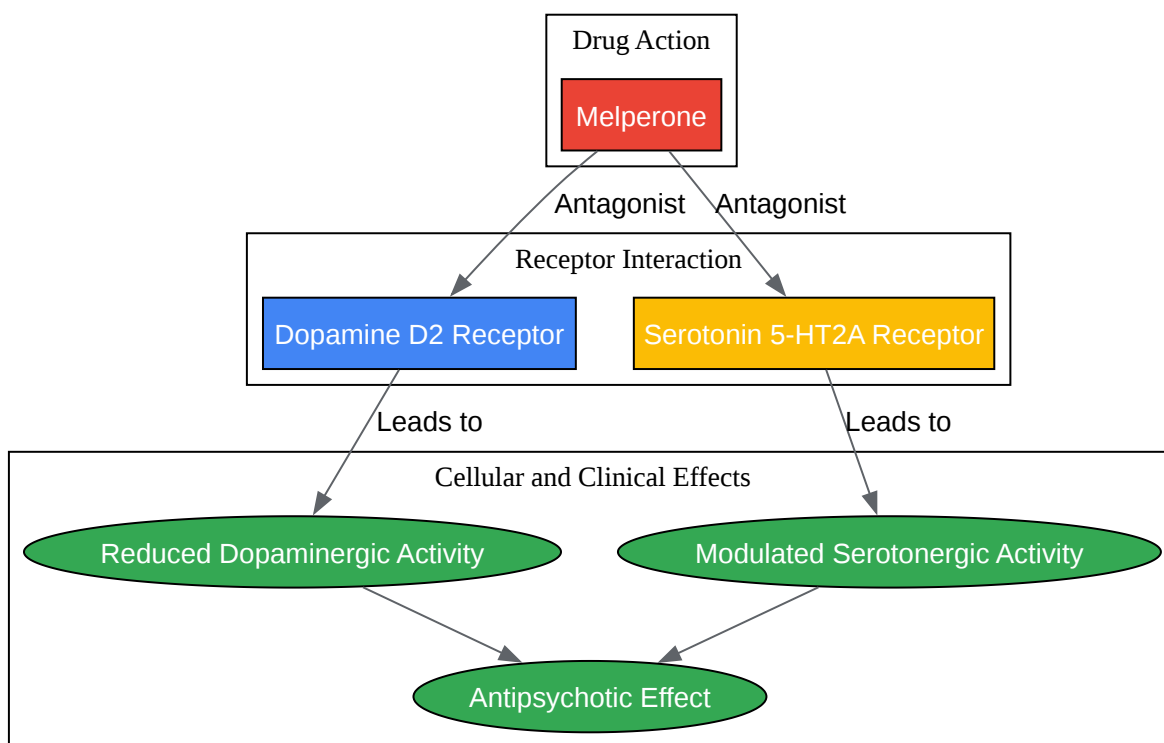 Drug Action
Melperone
Antagonist
Antagonist
Receptor Interaction
Dopamine D2 Receptor
Serotonin 5-HT2A Receptor
Leads to
Leads to
Cellular and Clinical Effects
Reduced Dopaminergic Activity
Modulated Serotonergic Activity
Antipsychotic Effect